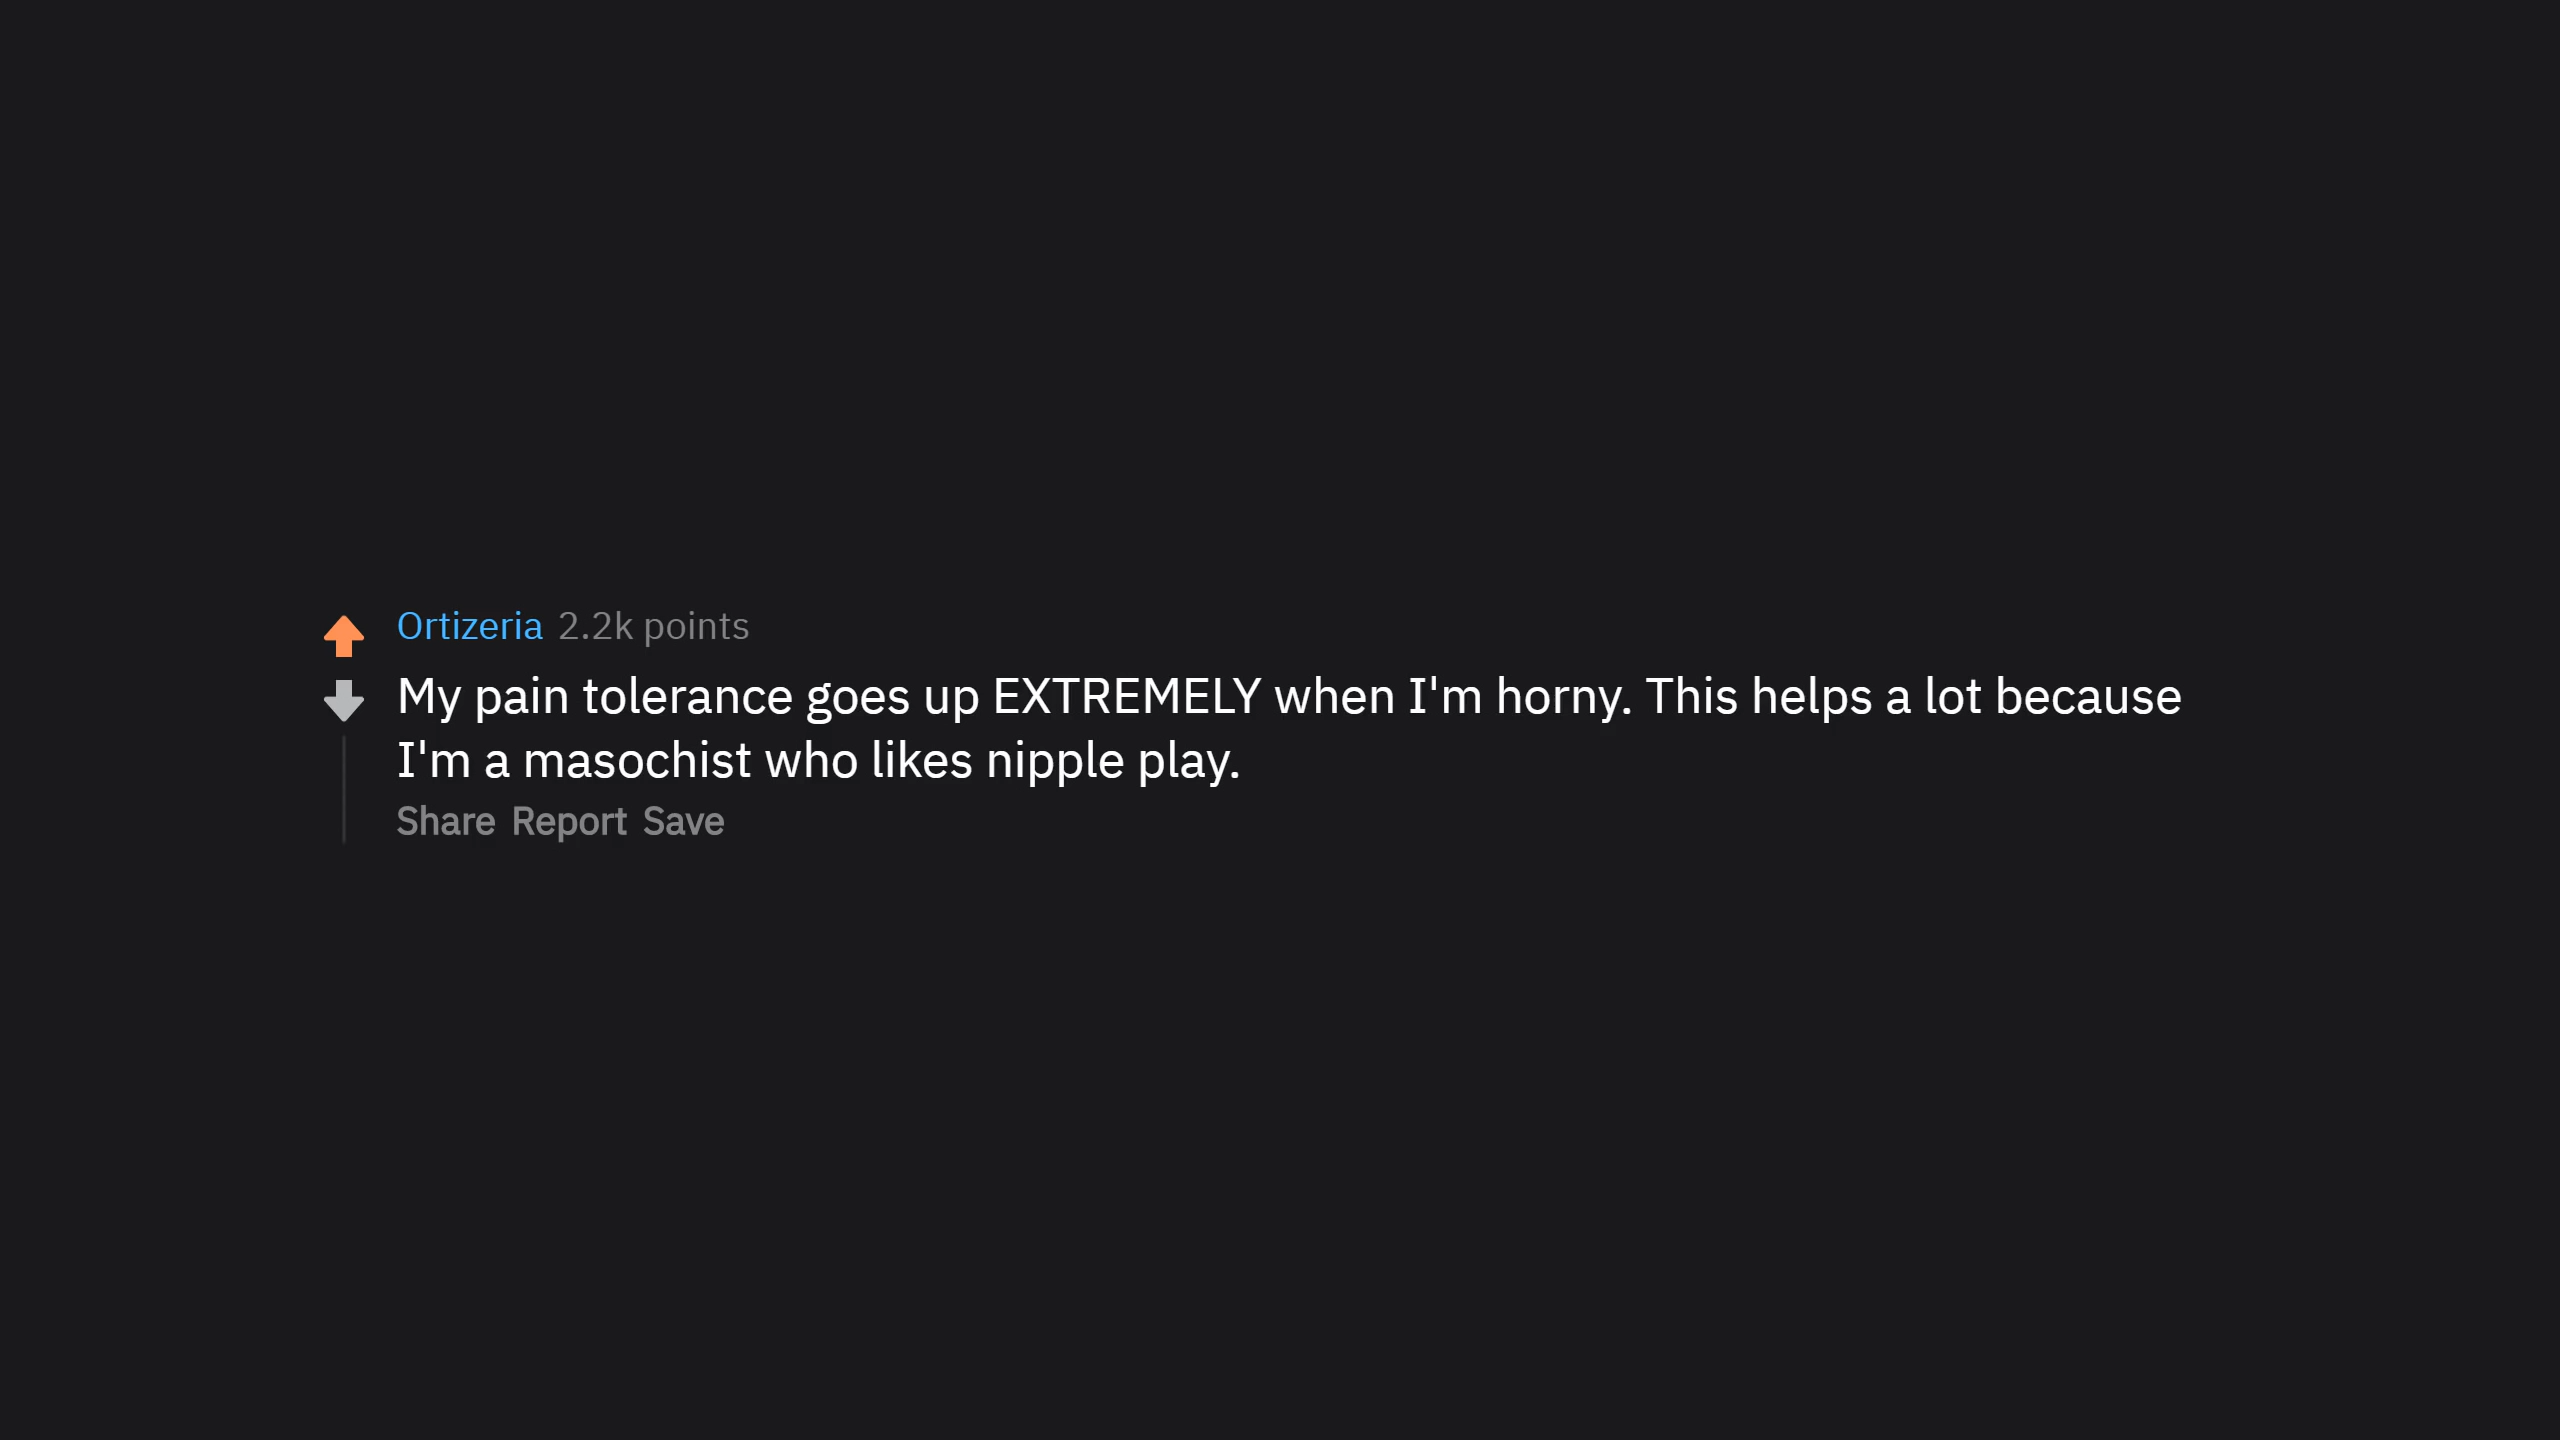 Ortizeria 2.2k points
My pain tolerance goes up EXTREMELY when I'm horny. This helps a lot because
I'm a masochist who likes nipple play.
Share Report Save